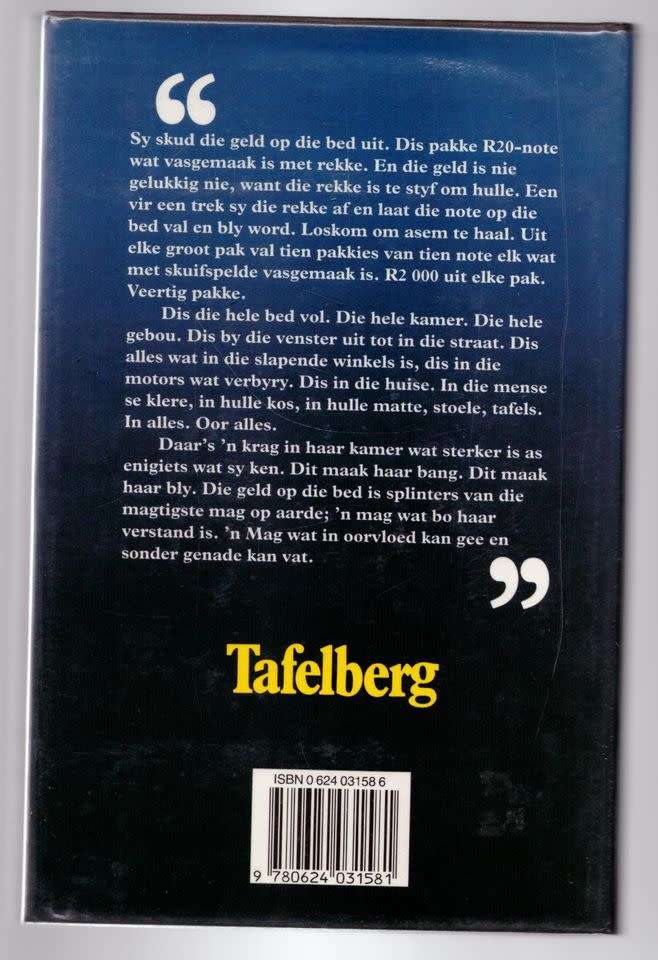 “
Sy skud die geld op die bed uit. Dis pakke R20-note
wat vasgemaak is met rekke. En die geld is nie
gelukkig nie, want die rekke is te styf om hulle. Een
vir een trek sy die rekke af en laat die note op die
bed val en bly word. Loskom om asem te haal. Uit
elke groot pak val tien pakkies van tien note elk wat
met skuifspelde vasgemaak is. R2 000 uit elke pak.
Veertig pakke.
Dis die hele bed vol. Die hele kamer. Die hele
gebou. Dis by die venster uit tot in die straat. Dis
alles wat in die slapende winkels is, dis in die
motors wat verbyry. Dis in die huise. In die mense
se klere, in hulle kos, in hulle matte, stoele, tafels.
In alles. Oor alles.
Daar’s ’n krag in haar kamer wat sterker is as
enigiets wat sy ken. Dit maak haar bang. Dit maak
haar bly. Die geld op die bed is splinters van die
magtigste mag op aarde; ’n mag wat bo haar
verstand is. ’n Mag wat in oorvloed kan gee en
sonder genade kan vat.
”
Tafelberg
ISBN 0 624 03158 6
9 780624 031581